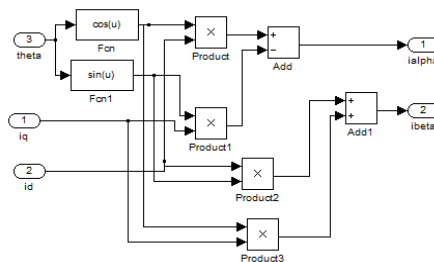 cos(u)
Fcn
3
theta
sin(u)
Fcn1
×
Product
+
−
Add
1
ialpha
1
iq
×
Product1
+
+
Add1
2
ibeta
2
id
×
Product2
×
Product3